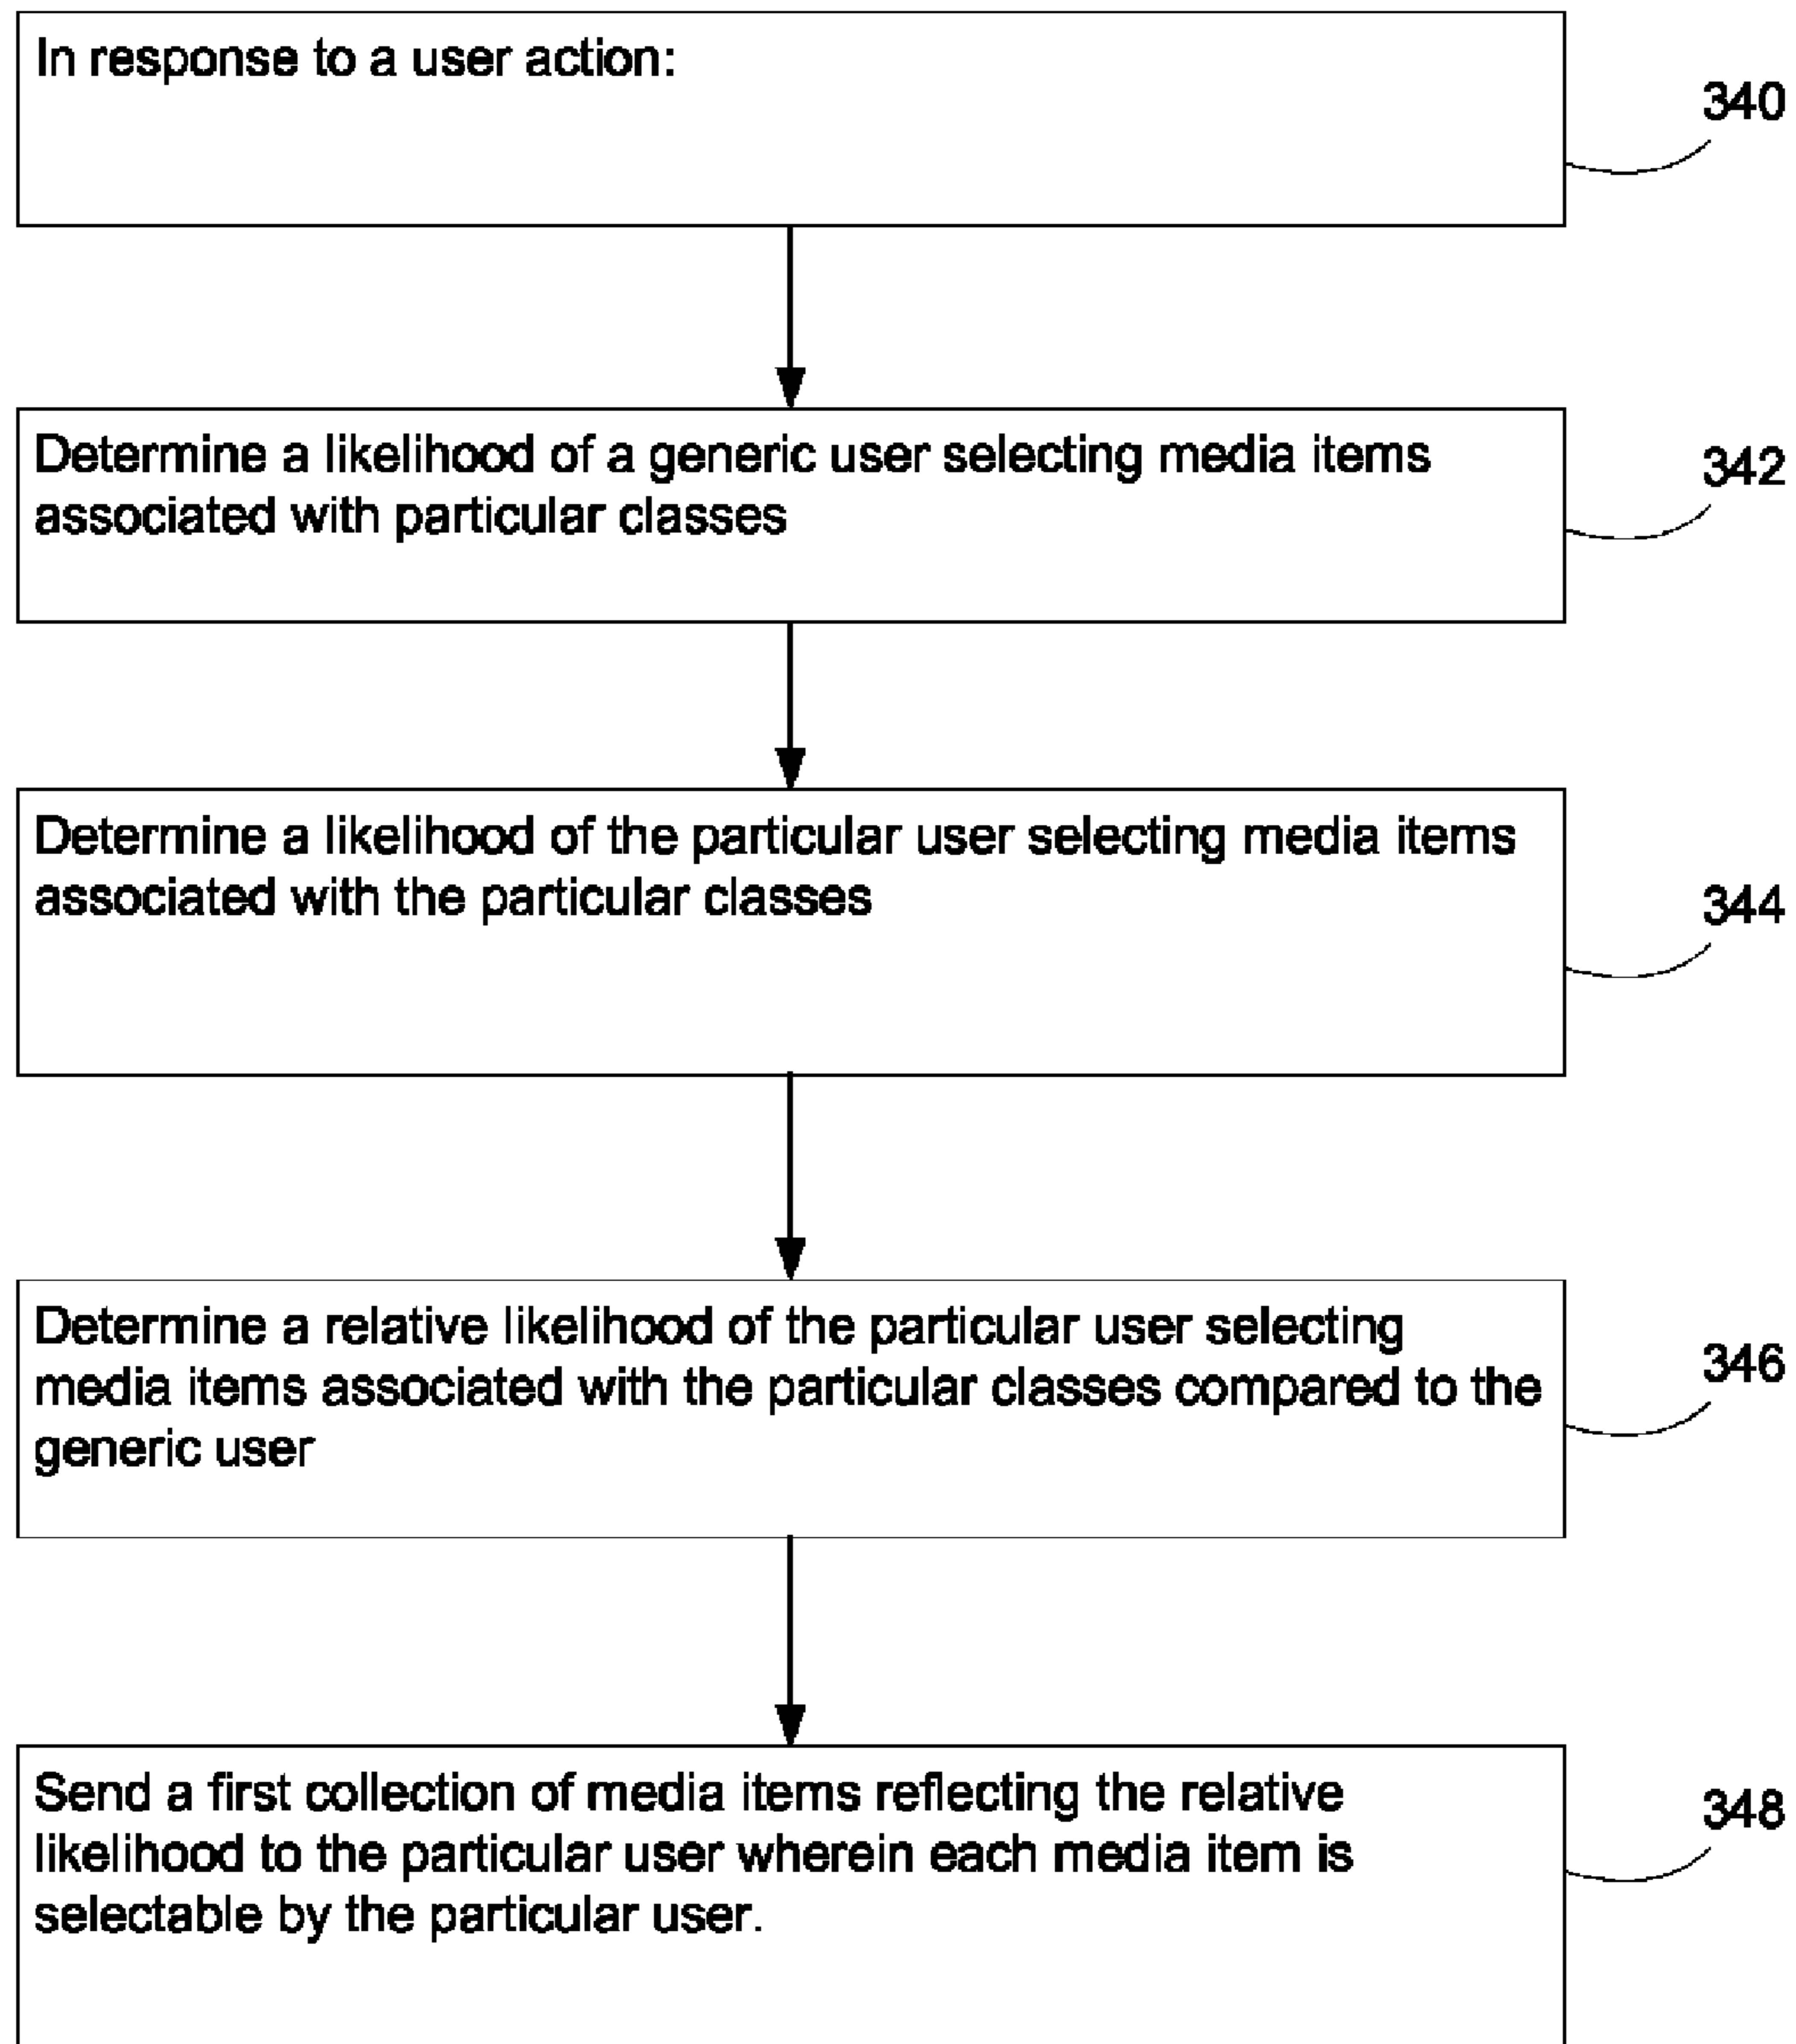 In response to a user action:
340
Determine a likelihood of a generic user selecting media items
associated with particular classes
342
Determine a likelihood of the particular user selecting media items
associated with the particular classes
344
Determine a relative likelihood of the particular user selecting
media items associated with the particular classes compared to the
generic user
346
Send a first collection of media items reflecting the relative
likelihood to the particular user wherein each media item is
selectable by the particular user.
348